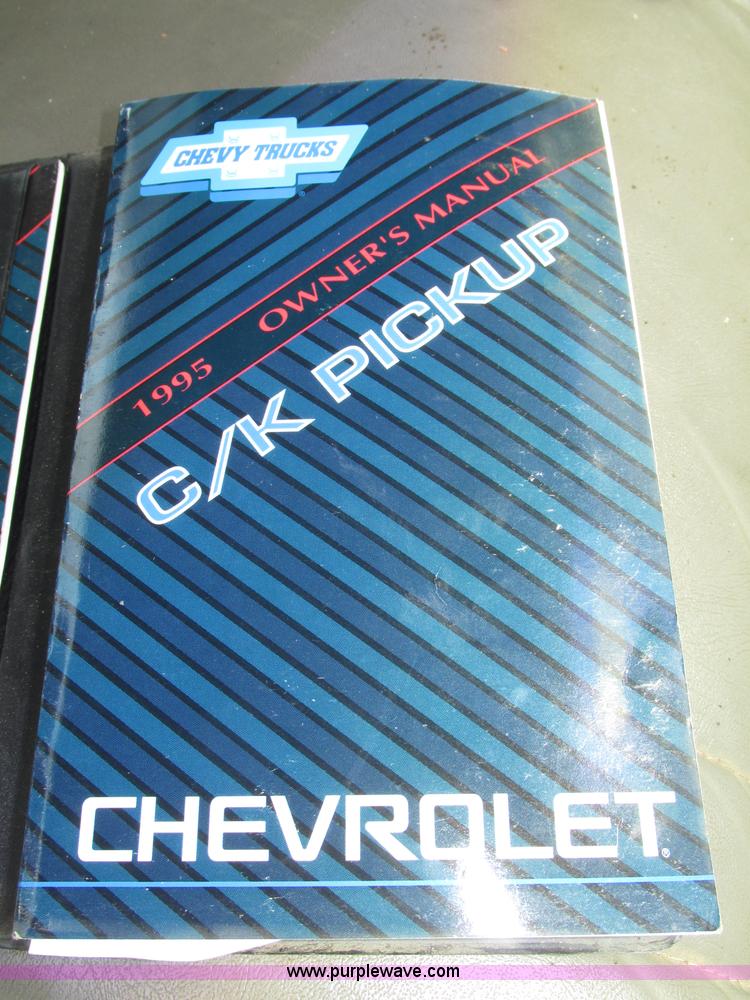 CHEVY TRUCKS
1995 OWNER'S MANUAL
C/K PICKUP
CHEVROLET®
www.purplewave.com